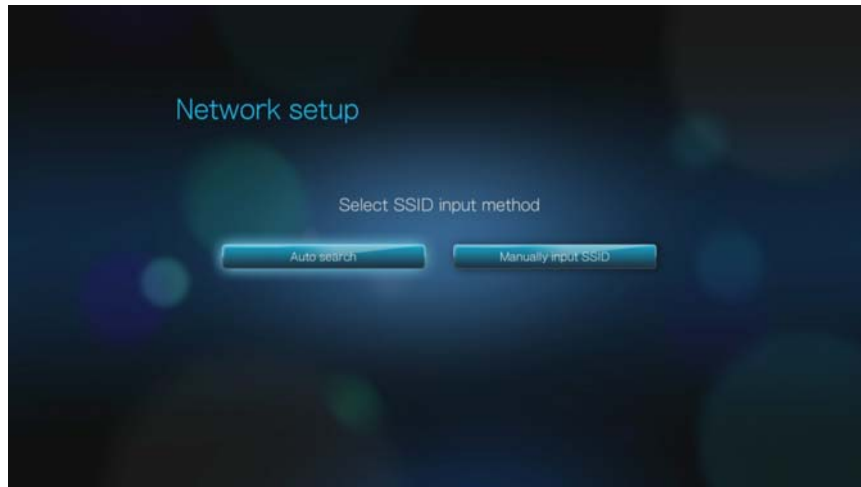 Network setup
Select SSID input method
Auto search
Manually input SSID